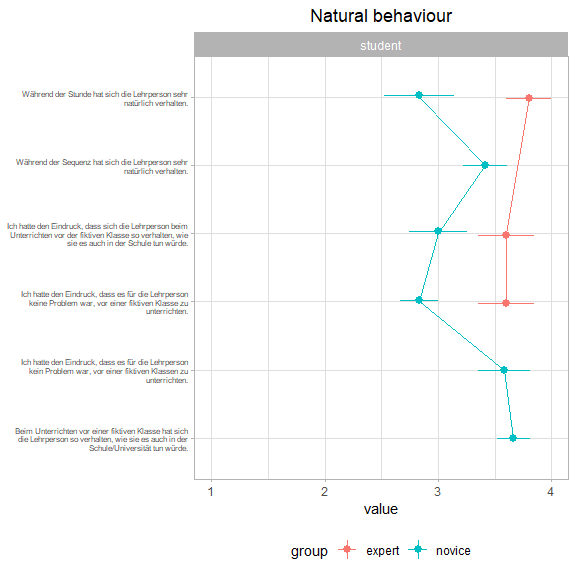 Natural behaviour
student
Während der Stunde hat sich die Lehrperson sehr
natürlich verhalten.
Während der Sequenz hat sich die Lehrperson sehr
natürlich verhalten.
Ich hatte den Eindruck, dass sich die Lehrperson beim
Unterrichten vor der fiktiven Klasse so verhalten, wie
sie es auch in der Schule tun würde.
Ich hatte den Eindruck, dass es für die Lehrperson
keine Problem war, vor einer fiktiven Klasse zu
unterrichten.
Ich hatte den Eindruck, dass es für die Lehrperson
kein Problem war, vor einer fiktiven Klassen zu
unterrichten.
Beim Unterrichten vor einer fiktiven Klasse hat sich
die Lehrperson so verhalten, wie sie es auch in der
Schule/Universität tun würde.
1 2 3 4
value
group expert novice